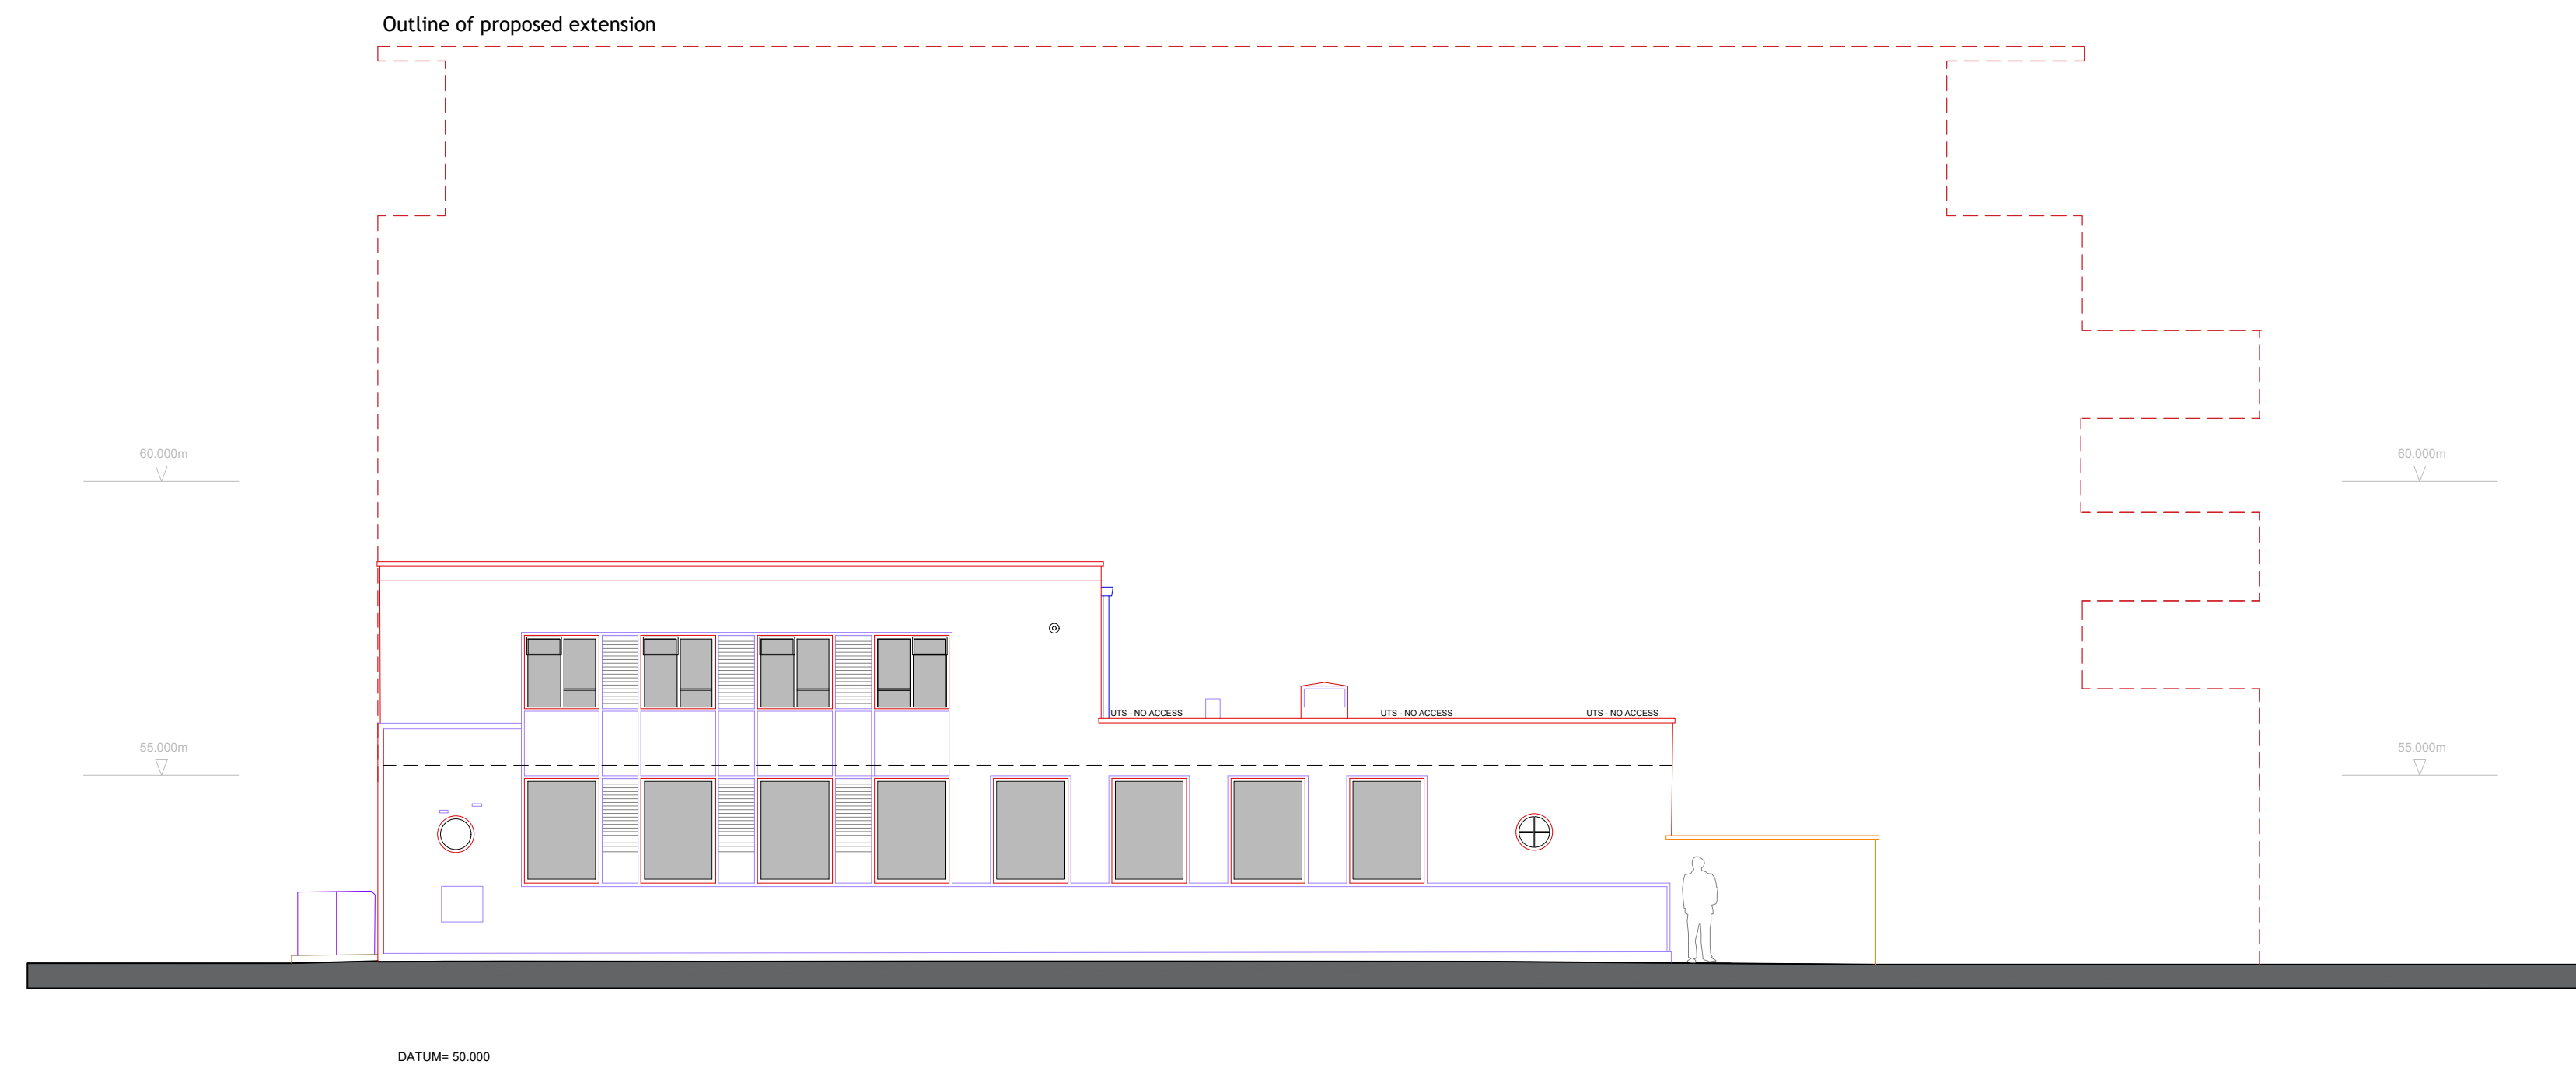 Outline of proposed extension
60.000m
60.000m
UTS - NO ACCESS
UTS - NO ACCESS
UTS - NO ACCESS
55.000m
55.000m
DATUM= 50.000